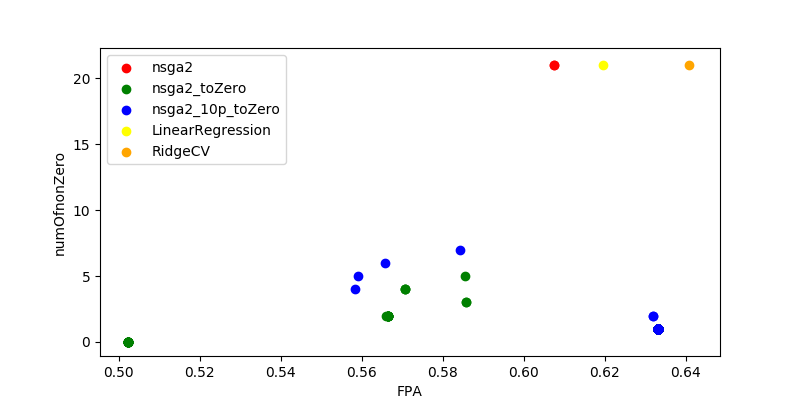 nsga2
nsga2_toZero
nsga2_10p_toZero
LinearRegression
RidgeCV
numOfnonZero
20
15
10
5
0
0.50 0.52 0.54 0.56 0.58 0.60 0.62 0.64
FPA